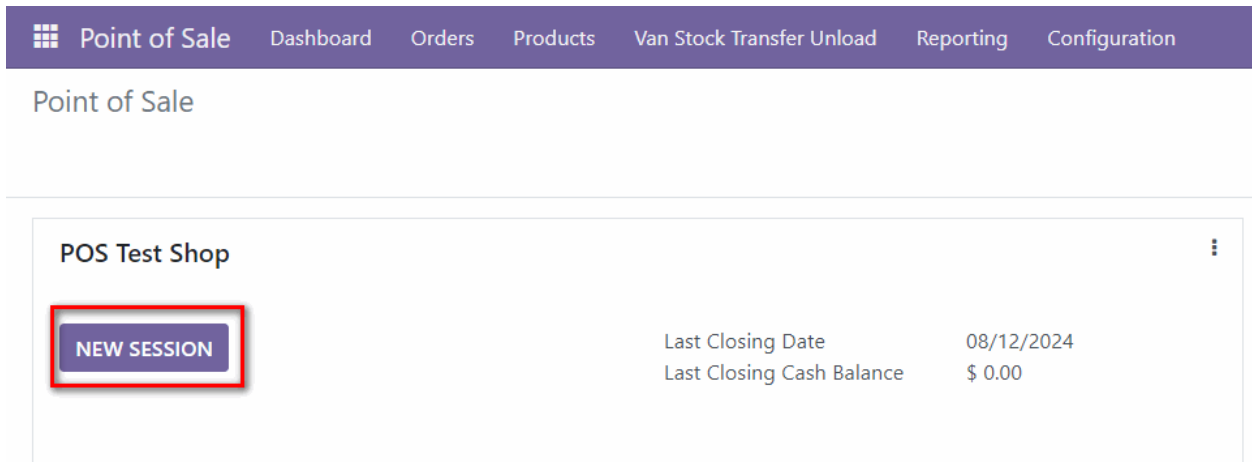 Point of Sale Dashboard Orders Products Van Stock Transfer Unload Reporting Configuration
Point of Sale
POS Test Shop
NEW SESSION
Last Closing Date 08/12/2024
Last Closing Cash Balance $ 0.00